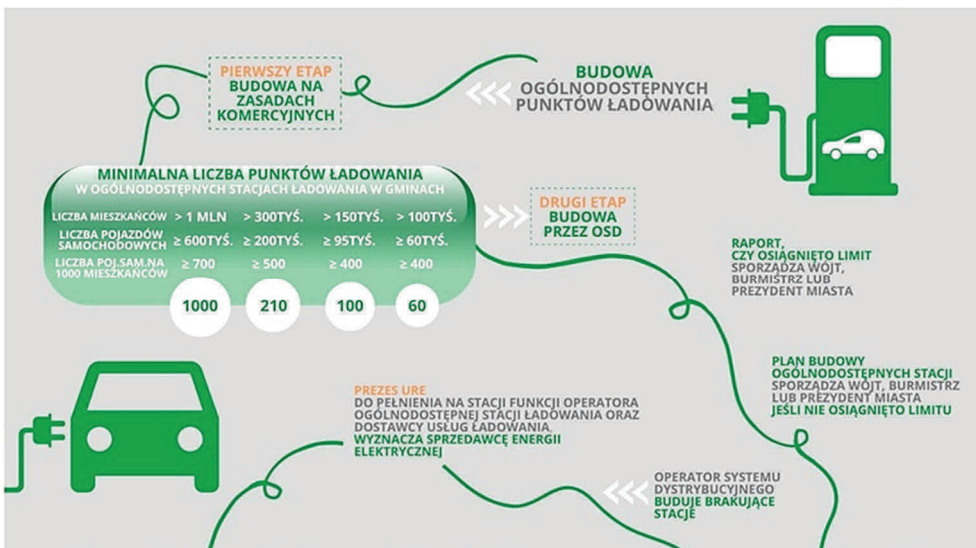 BUDOWA
OGÓLNODOSTĘPNYCH
PUNKTÓW ŁADOWANIA
PIERWSZY ETAP
BUDOWA NA
ZASADACH
KOMERCYJNYCH
MINIMALNA LICZBA PUNKTÓW ŁADOWANIA
W OGÓLNODOSTĘPNYCH STACJACH ŁADOWANIA W GMINACH
LICZBA MIESZKAŃCÓW > 1 MLN > 300TYŚ. > 150TYŚ. > 100TYŚ.
LICZBA POJAZDÓW
SAMOCHODOWYCH ≥ 600TYŚ. ≥ 200TYŚ. ≥ 95TYŚ. ≥ 60TYŚ.
LICZBA POJ.SAM.NA
1000 MIESZKAŃCÓW ≥ 700 ≥ 500 ≥ 400 ≥ 400
1000 210 100 60
DRUGI ETAP
BUDOWA
PRZEZ OSD
RAPORT,
CZY OSIĄGNIĘTO LIMIT
SPORZĄDZA WÓJT,
BURMISTRZ LUB
PREZYDENT MIASTA
PLAN BUDOWY
OGÓLNODOSTĘPNYCH STACJI
SPORZĄDZA WÓJT, BURMISTRZ
LUB PREZYDENT MIASTA
JEŚLI NIE OSIĄGNIĘTO LIMITU
OPERATOR SYSTEMU
DYSTRYBUCYJNEGO
BUDUJE BRAKUJĄCE
STACJE
PREZES URE
DO PEŁNIENIA NA STACJI FUNKCJI OPERATORA
OGÓLNODOSTĘPNEJ STACJI ŁADOWANIA ORAZ
DOSTAWCY USŁUG ŁADOWANIA,
WYZNACZA SPRZEDAWCĘ ENERGII
ELEKTRYCZNEJ